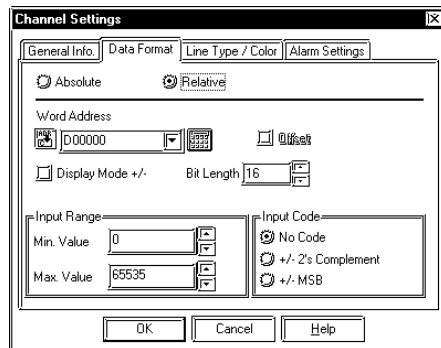 Channel Settings
General Info. Data Format Line Type / Color Alarm Settings
Absolute Relative
Word Address
D00000 Offset
Display Mode +/- Bit Length 16
Input Range Input Code
Min. Value 0 No Code
+/- 2's Complement
Max. Value 65535 +/- MSB
OK Cancel Help